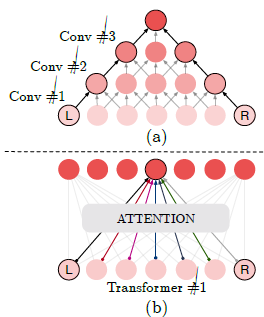 Conv #3
Conv #2
Conv #1
L
R
(a)
ATTENTION
L
R
Transformer #1
(b)